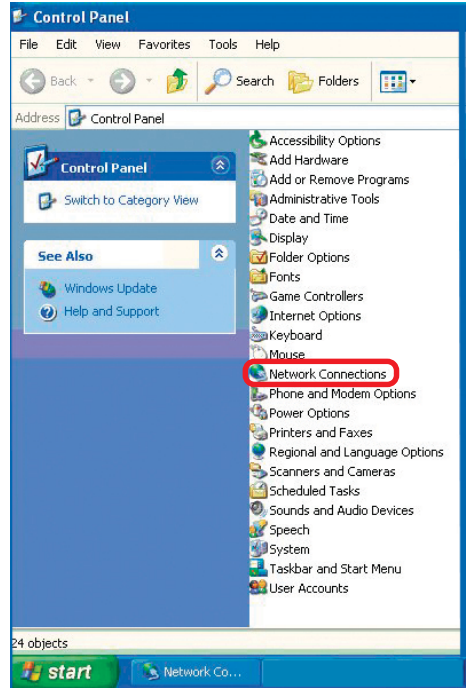 Control Panel
File Edit View Favorites Tools Help
Back Search Folders
Address Control Panel
Control Panel
Switch to Category View
See Also
Windows Update
Help and Support
Accessibility Options
Add Hardware
Add or Remove Programs
Administrative Tools
Date and Time
Display
Folder Options
Fonts
Game Controllers
Internet Options
Keyboard
Mouse
Network Connections
Phone and Modem Options
Power Options
Printers and Faxes
Regional and Language Options
Scanners and Cameras
Scheduled Tasks
Sounds and Audio Devices
Speech
System
Taskbar and Start Menu
User Accounts
24 objects
start Network Co...